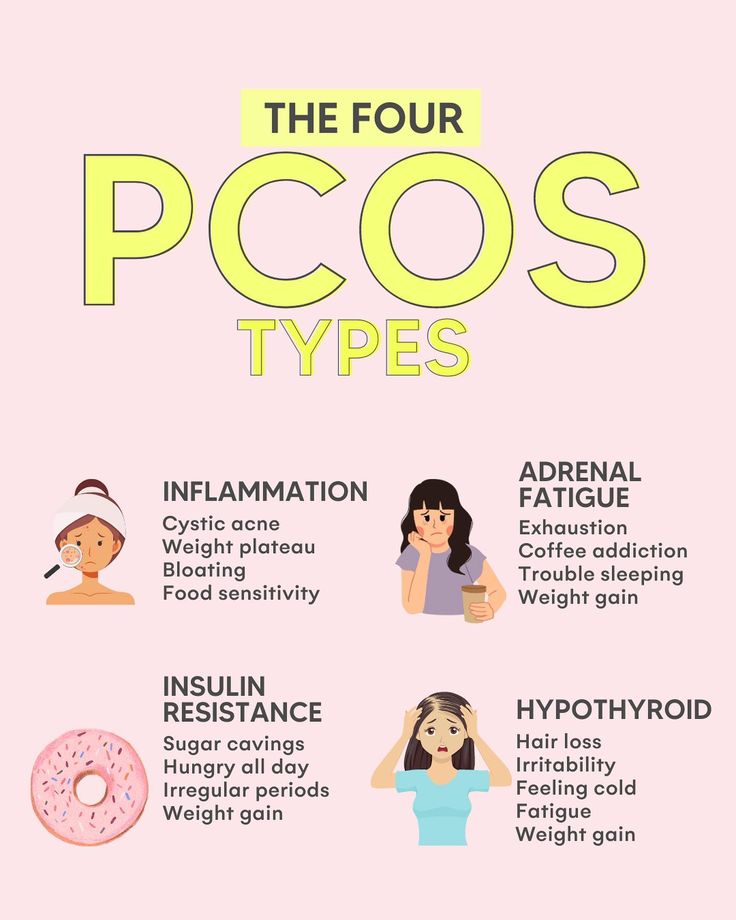 THE FOUR
PCOS
TYPES
INFLAMMATION
Cystic acne
Weight plateau
Bloating
Food sensitivity
ADRENAL
FATIGUE
Exhaustion
Coffee addiction
Trouble sleeping
Weight gain
INSULIN
RESISTANCE
Sugar cavings
Hungry all day
Irregular periods
Weight gain
HYPOTHYROID
Hair loss
Irritability
Feeling cold
Fatigue
Weight gain